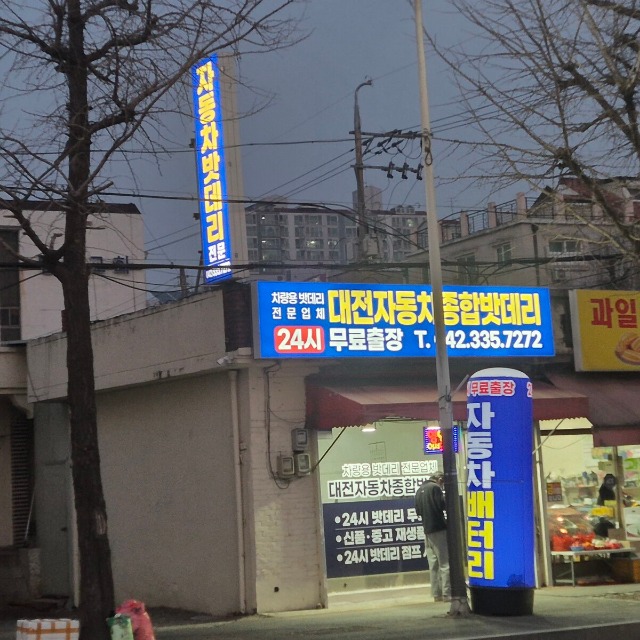 자동차밧데리 전문
차량용 밧데리
전문업체
대전자동차종합밧데리
24시 무료출장 T. 042.335.7272
과일
무료출장
자동차배터리
차량용 밧데리 전문업체
대전자동차종합밧
• 24시 밧데리 무
• 신품·중고 재생
• 24시 밧데리 점프